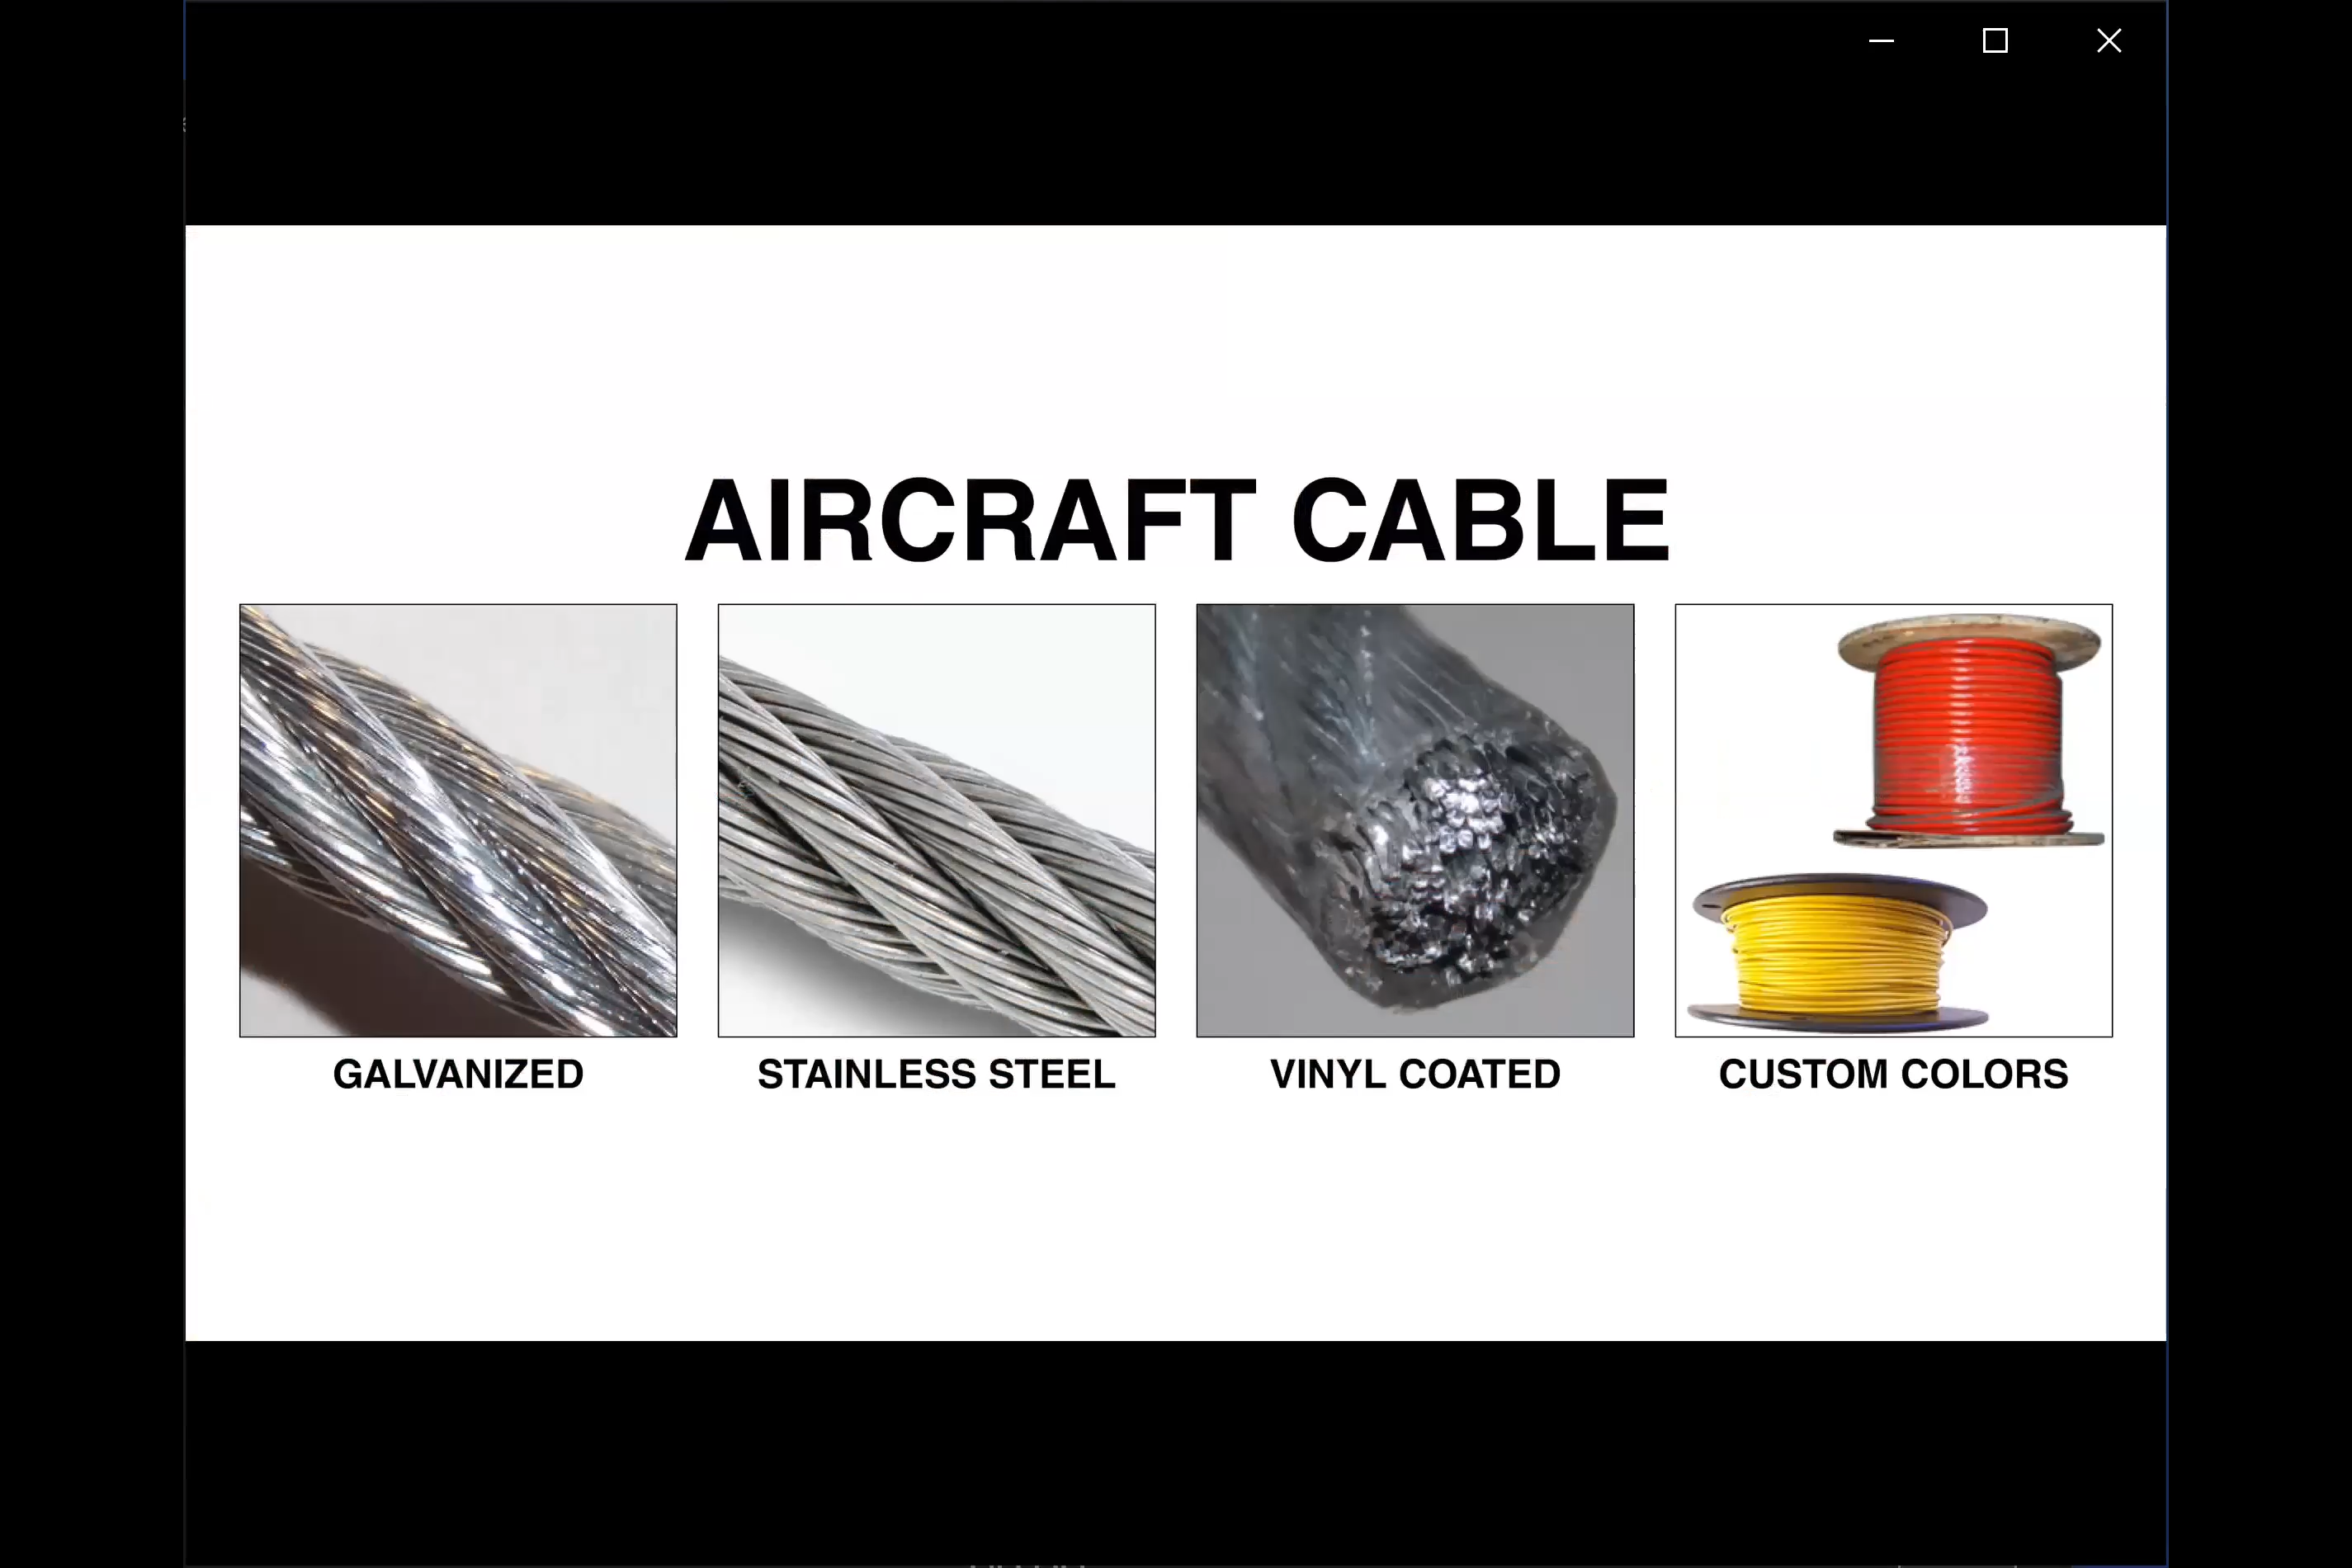 AIRCRAFT CABLE
GALVANIZED
STAINLESS STEEL
VINYL COATED
CUSTOM COLORS